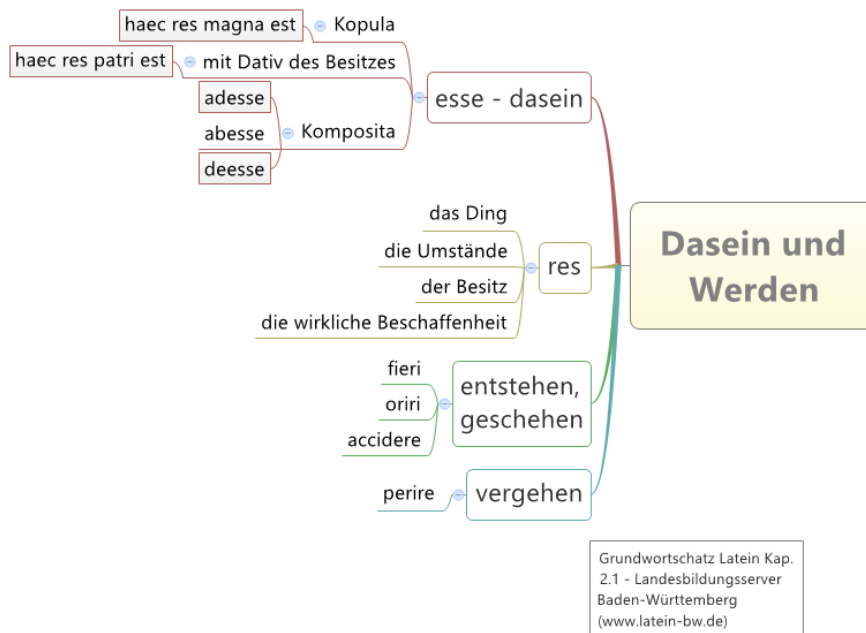 haec res magna est
Kopula
haec res patri est
mit Dativ des Besitzes
adesse
abesse
deesse
Komposita
esse - dasein
das Ding
die Umstände
der Besitz
die wirkliche Beschaffenheit
res
fieri
oriri
accidere
entstehen,
geschehen
perire
vergehen
Dasein und
Werden
Grundwortschatz Latein Kap.
2.1 - Landesbildungsserver
Baden-Württemberg
(www.latein-bw.de)